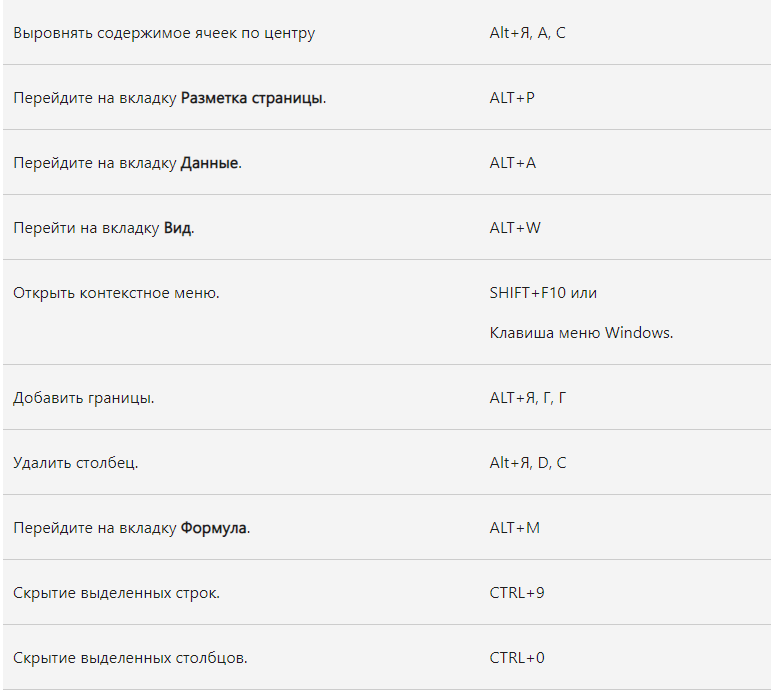 Выровнять содержимое ячеек по центру Alt+Я, A, C
Перейдите на вкладку Разметка страницы. ALT+P
Перейдите на вкладку Данные. ALT+A
Перейти на вкладку Вид. ALT+W
Открыть контекстное меню. SHIFT+F10 или
Клавиша меню Windows.
Добавить границы. ALT+Я, Г, Г
Удалить столбец. Alt+Я, D, C
Перейдите на вкладку Формула. ALT+M
Скрытие выделенных строк. CTRL+9
Скрытие выделенных столбцов. CTRL+0